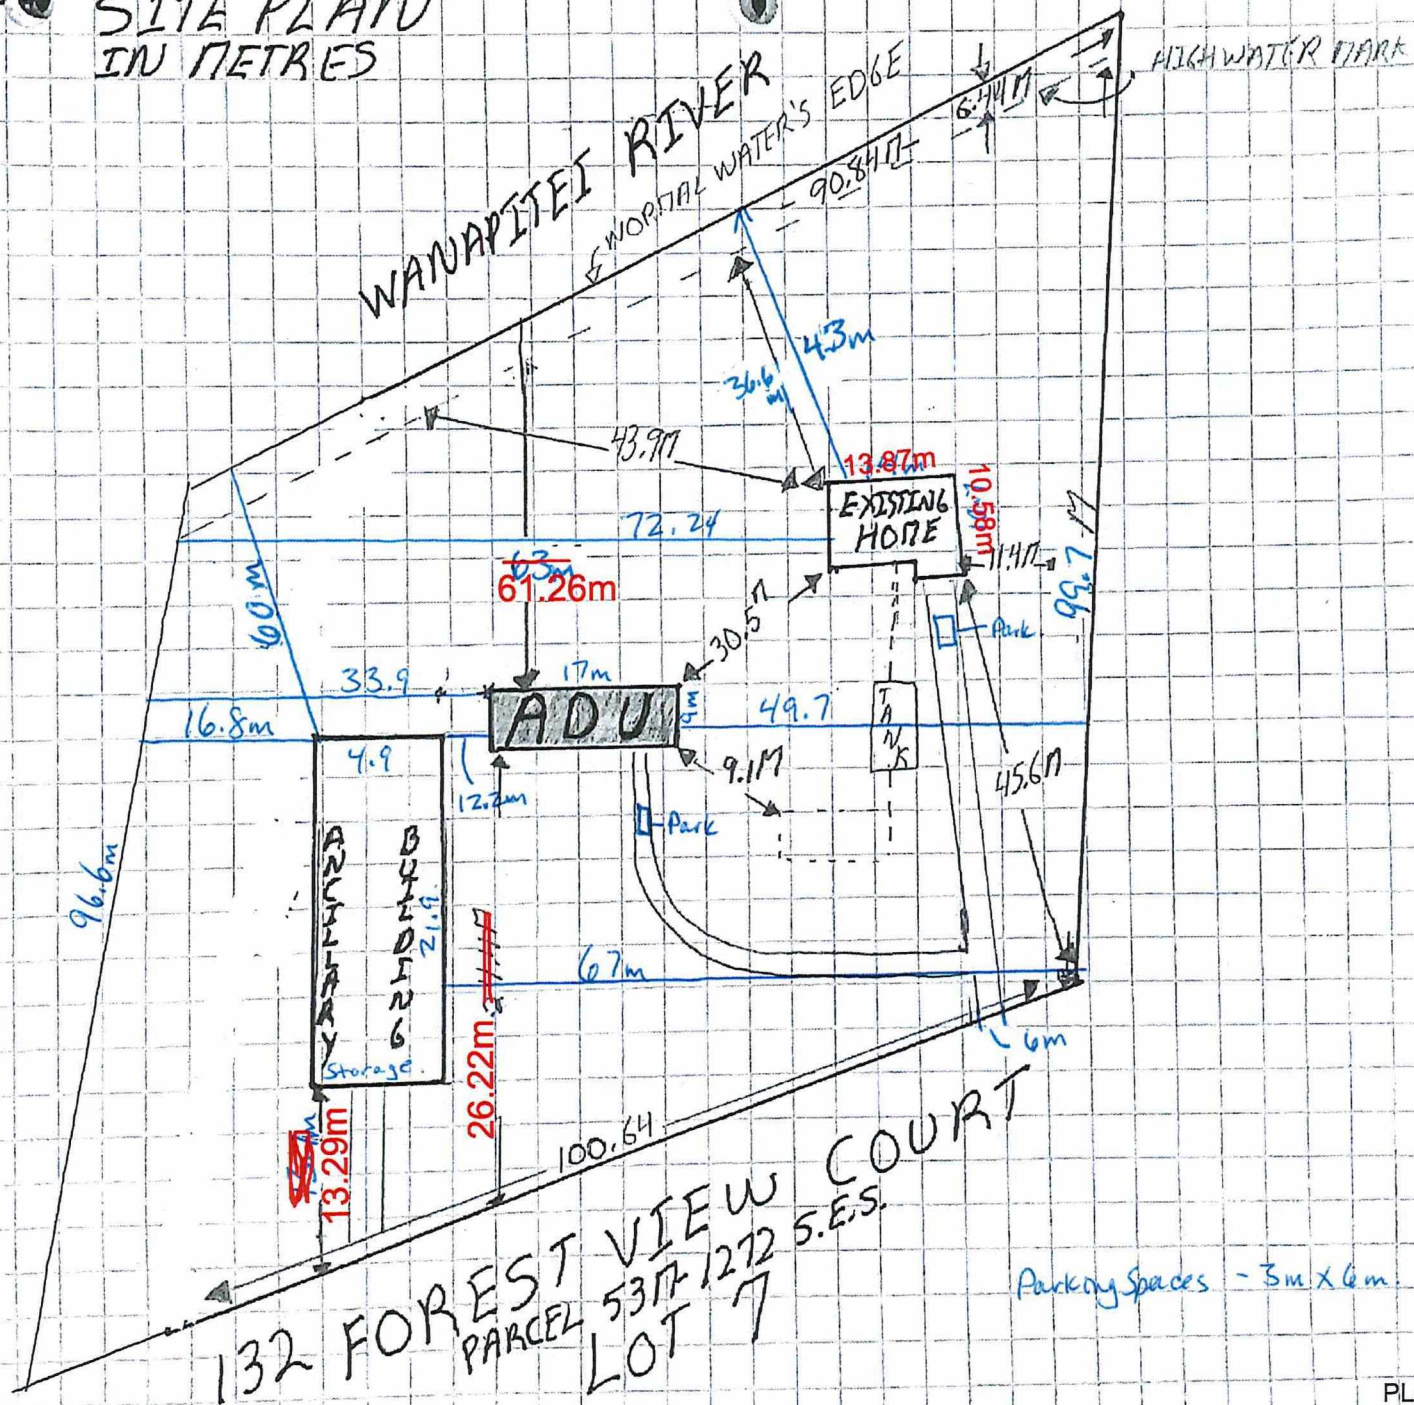 SITE PLAN
IN METRES
HIGHWATER MARK
WANAPITEI RIVER
NORMAL WATER'S EDGE
90.84M
6.44M
43M
36.6
m
43.9M
13.87m
10.58m
EXISTING
HOME
72.24
11.4M
99.7 M
63m
61.26m
60m
30.5M
Park
33.9
17m
9m
ADU
49.7
TANK
16.8m
4.9
12.2m
9.1M
45.6M
Park
96.6m
ANCILLARY
BUILDING
21.9
Storage
67m
26.22m
6m
13.29m
100.64
132 FOREST VIEW COURT
PARCEL 53M-1272 S.E.S.
LOT 7
Parking Spaces - 3m x 6m.
PL